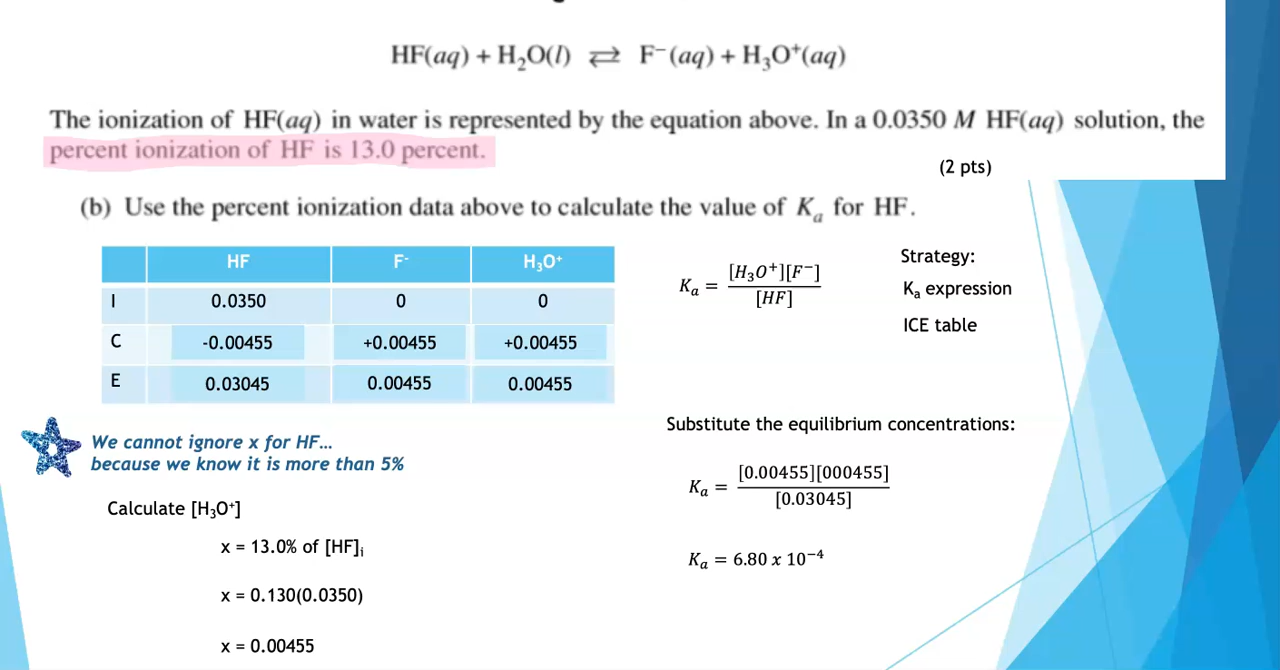 HF(aq) + H₂O(l) ⇄ F⁻(aq) + H₃O⁺(aq)
The ionization of HF(aq) in water is represented by the equation above. In a 0.0350 M HF(aq) solution, the
percent ionization of HF is 13.0 percent.
(2 pts)
(b) Use the percent ionization data above to calculate the value of Kₐ for HF.
HF F⁻ H₃O⁺
I 0.0350 0 0
C -0.00455 +0.00455 +0.00455
E 0.03045 0.00455 0.00455
Kₐ = [H₃O⁺][F⁻] / [HF]
Strategy:
Kₐ expression
ICE table
We cannot ignore x for HF…
because we know it is more than 5%
Calculate [H₃O⁺]
x = 13.0% of [HF]ᵢ
x = 0.130(0.0350)
x = 0.00455
Substitute the equilibrium concentrations:
Kₐ = [0.00455][000455] / [0.03045]
Kₐ = 6.80 x 10⁻⁴